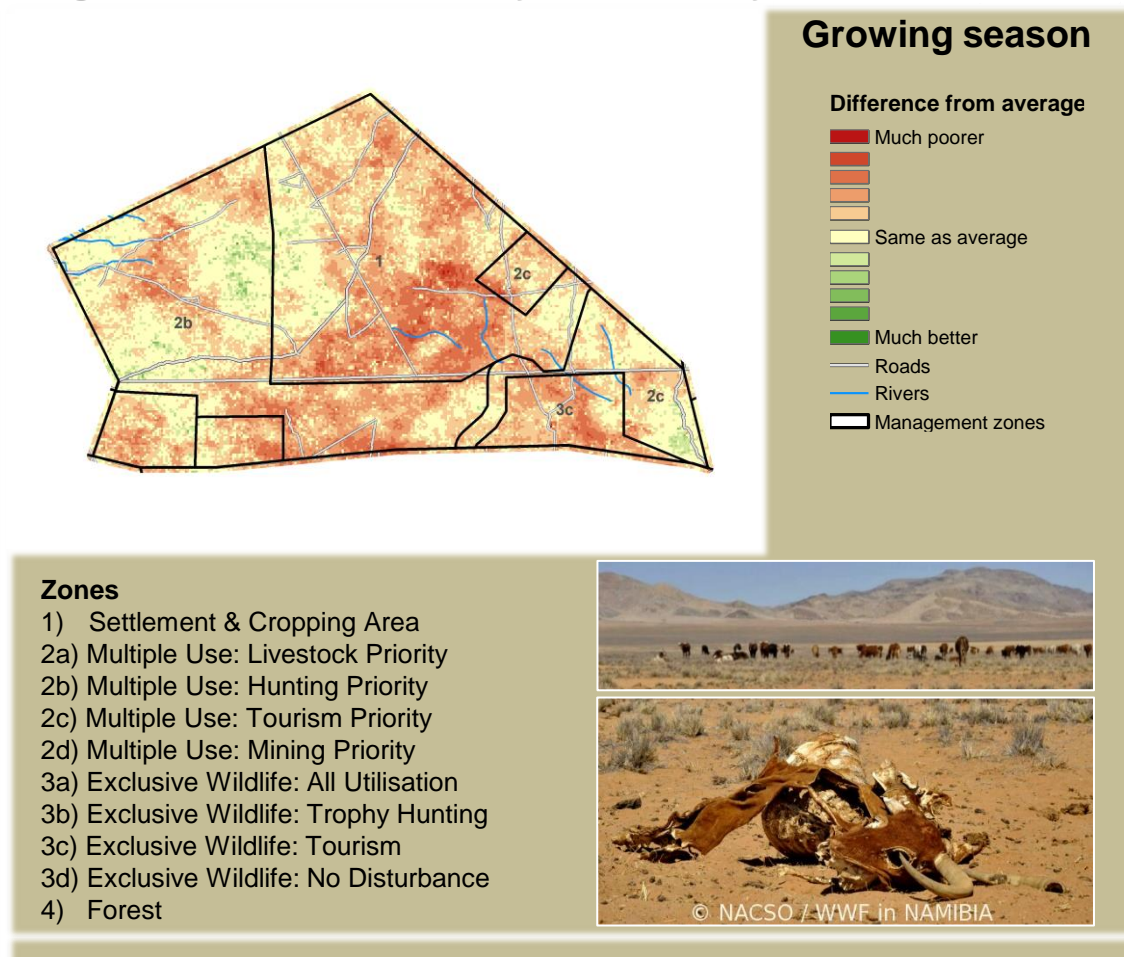 Growing season
Difference from average
Much poorer
Same as average
Much better
Roads
Rivers
Management zones
1
2c
2b
3c
2c
Zones
1) Settlement & Cropping Area
2a) Multiple Use: Livestock Priority
2b) Multiple Use: Hunting Priority
2c) Multiple Use: Tourism Priority
2d) Multiple Use: Mining Priority
3a) Exclusive Wildlife: All Utilisation
3b) Exclusive Wildlife: Trophy Hunting
3c) Exclusive Wildlife: Tourism
3d) Exclusive Wildlife: No Disturbance
4) Forest
© NACSO / WWF in NAMIBIA